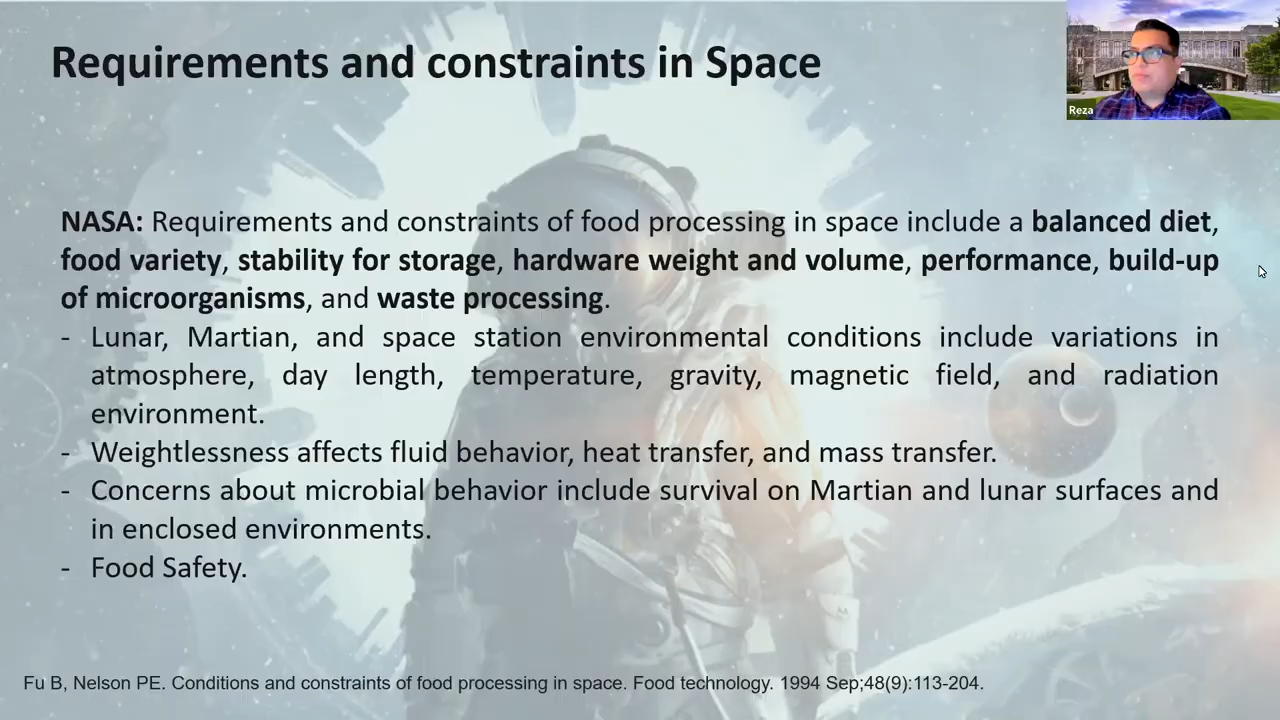 Requirements and constraints in Space
Reza
NASA: Requirements and constraints of food processing in space include a balanced diet,
food variety, stability for storage, hardware weight and volume, performance, build-up
of microorganisms, and waste processing.
- Lunar, Martian, and space station environmental conditions include variations in
atmosphere, day length, temperature, gravity, magnetic field, and radiation
environment.
- Weightlessness affects fluid behavior, heat transfer, and mass transfer.
- Concerns about microbial behavior include survival on Martian and lunar surfaces and
in enclosed environments.
- Food Safety.
Fu B, Nelson PE. Conditions and constraints of food processing in space. Food technology. 1994 Sep;48(9):113-204.